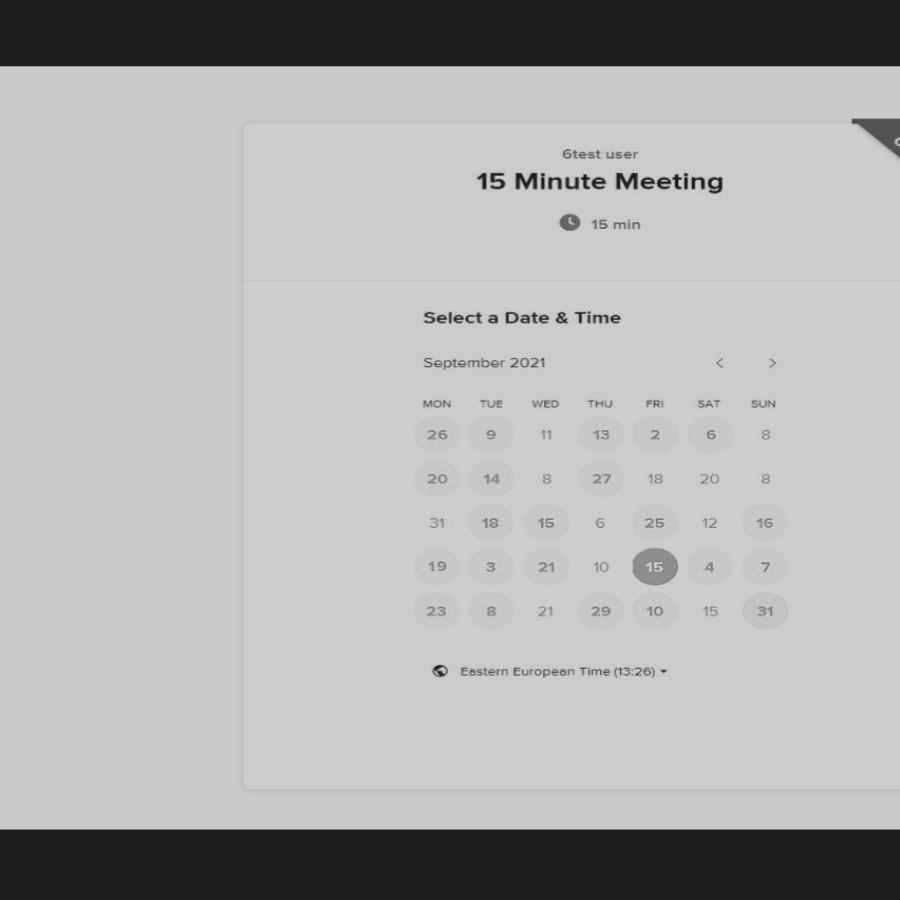 6test user
15 Minute Meeting
15 min
Select a Date & Time
September 2021 < >
MON TUE WED THU FRI SAT SUN
26 9 11 13 2 6 8
20 14 8 27 18 20 8
31 18 15 6 25 12 16
19 3 21 10 15 4 7
23 8 21 29 10 15 31
Eastern European Time (13:26)